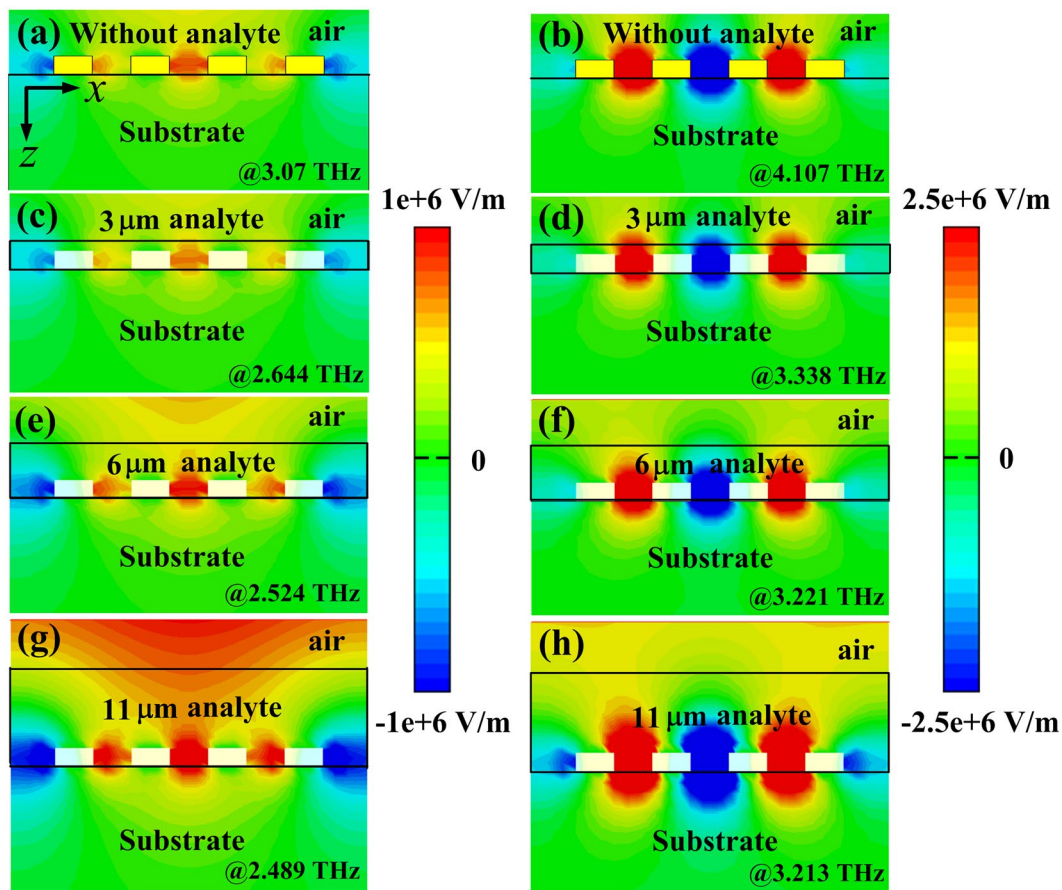 (a) Without analyte air
x
z
Substrate
@3.07 THz
(b) Without analyte air
Substrate
@4.107 THz
1e+6 V/m
2.5e+6 V/m
(c) 3 μm analyte air
Substrate
@2.644 THz
(d) 3 μm analyte air
Substrate
@3.338 THz
(e) air
6 μm analyte
Substrate
@2.524 THz
(f) air
6 μm analyte
Substrate
@3.221 THz
0
0
(g) air
11 μm analyte
Substrate
@2.489 THz
(h) air
11 μm analyte
Substrate
@3.213 THz
-1e+6 V/m
-2.5e+6 V/m